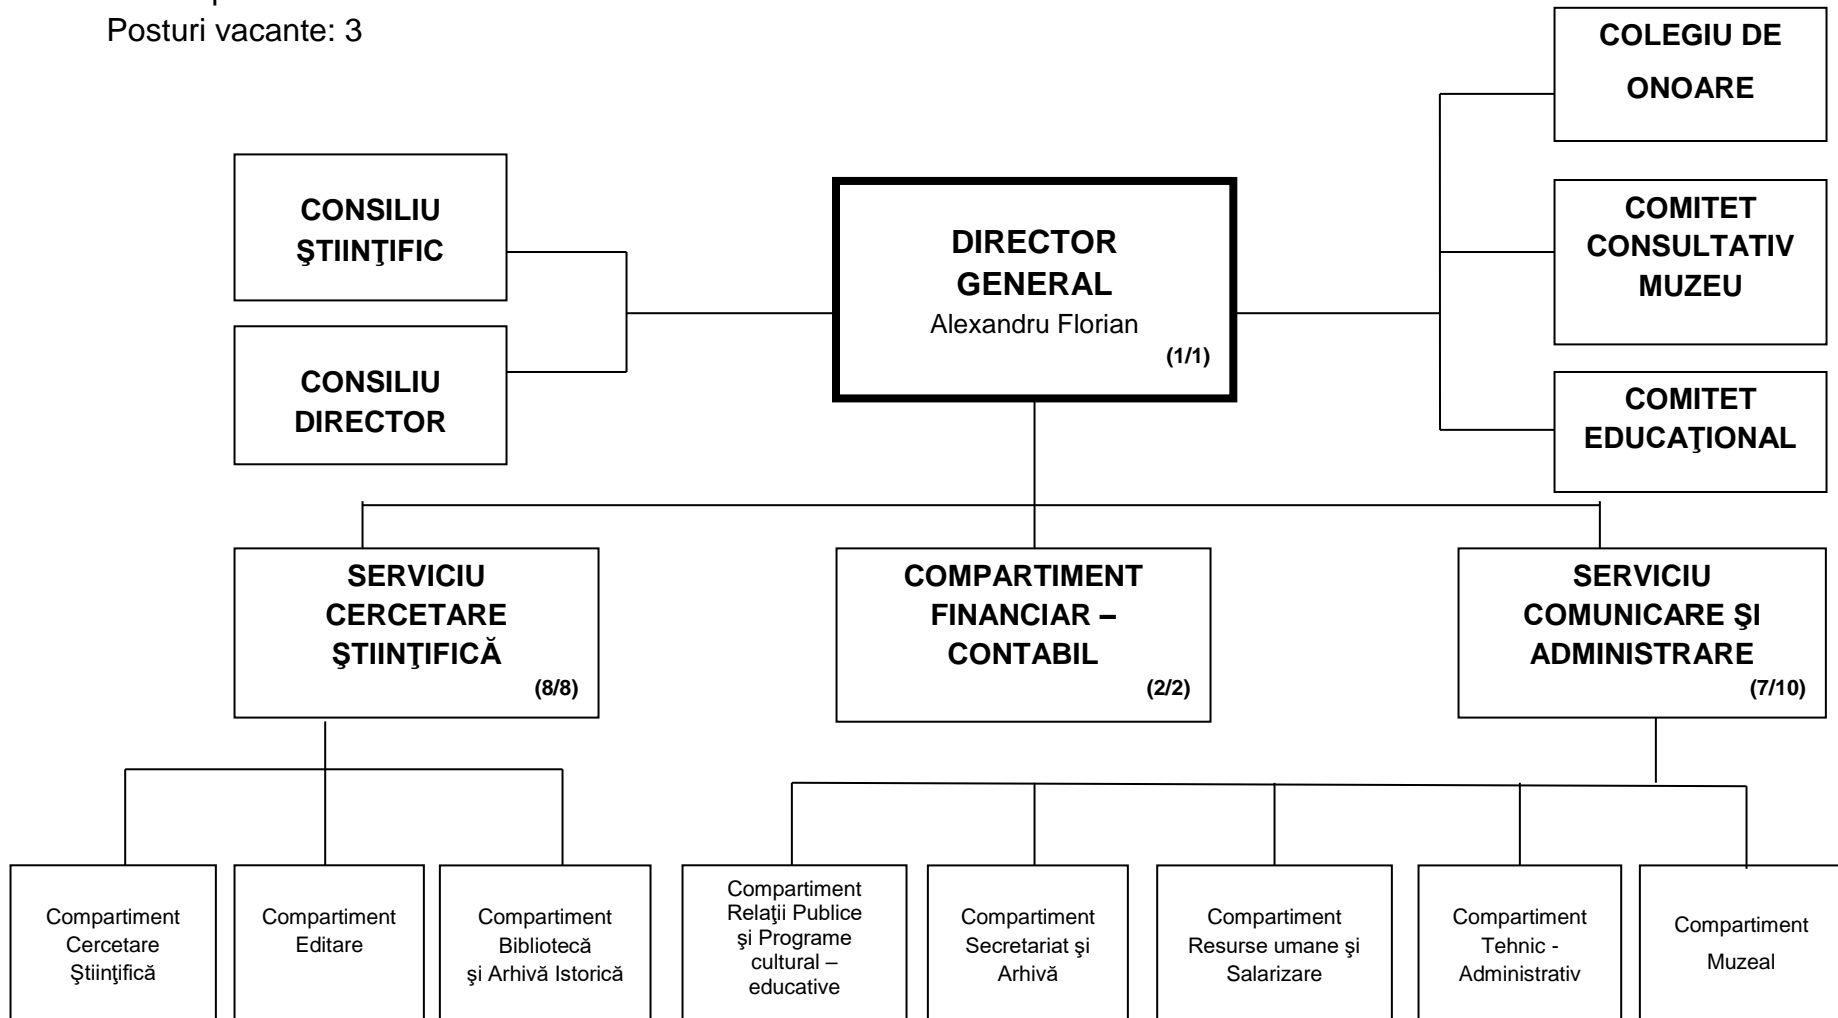 Posturi vacante: 3
COLEGIU DE
ONOARE
CONSILIU
ŞTIINŢIFIC
DIRECTOR
GENERAL
Alexandru Florian
(1/1)
COMITET
CONSULTATIV
MUZEU
CONSILIU
DIRECTOR
COMITET
EDUCAŢIONAL
SERVICIU
CERCETARE
ŞTIINŢIFICĂ
(8/8)
COMPARTIMENT
FINANCIAR –
CONTABIL
(2/2)
SERVICIU
COMUNICARE ŞI
ADMINISTRARE
(7/10)
Compartiment
Cercetare
Ştiinţifică
Compartiment
Editare
Compartiment
Bibliotecă
şi Arhivă Istorică
Compartiment
Relaţii Publice
şi Programe
cultural –
educative
Compartiment
Secretariat şi
Arhivă
Compartiment
Resurse umane şi
Salarizare
Compartiment
Tehnic -
Administrativ
Compartiment
Muzeal